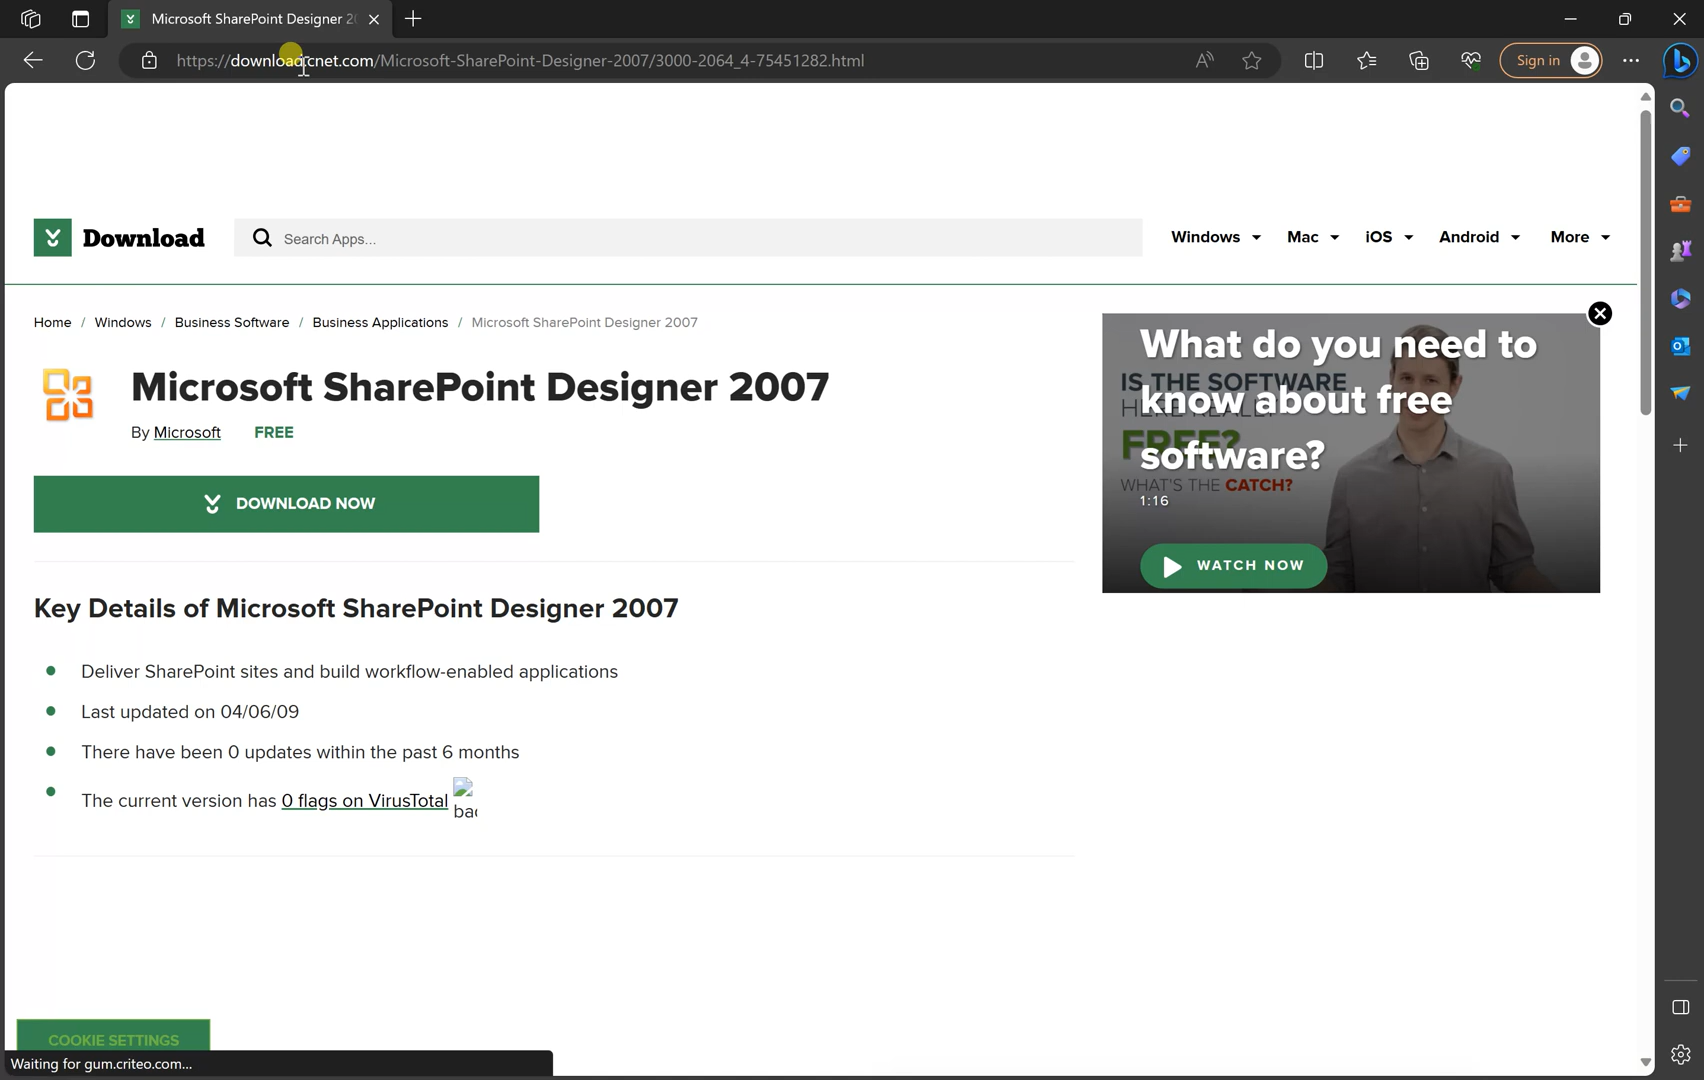 Microsoft SharePoint Designer 2
https://download.cnet.com/Microsoft-SharePoint-Designer-2007/3000-2064_4-75451282.html
Sign in
Download
Search Apps...
Windows
Mac
iOS
Android
More
Home / Windows / Business Software / Business Applications / Microsoft SharePoint Designer 2007
Microsoft SharePoint Designer 2007
By Microsoft FREE
DOWNLOAD NOW
What do you need to
know about free
software?
1:16
IS THE SOFTWARE
FREE?
WHAT'S THE CATCH?
WATCH NOW
Key Details of Microsoft SharePoint Designer 2007
Deliver SharePoint sites and build workflow-enabled applications
Last updated on 04/06/09
There have been 0 updates within the past 6 months
The current version has 0 flags on VirusTotal
COOKIE SETTINGS
Waiting for gum.criteo.com...